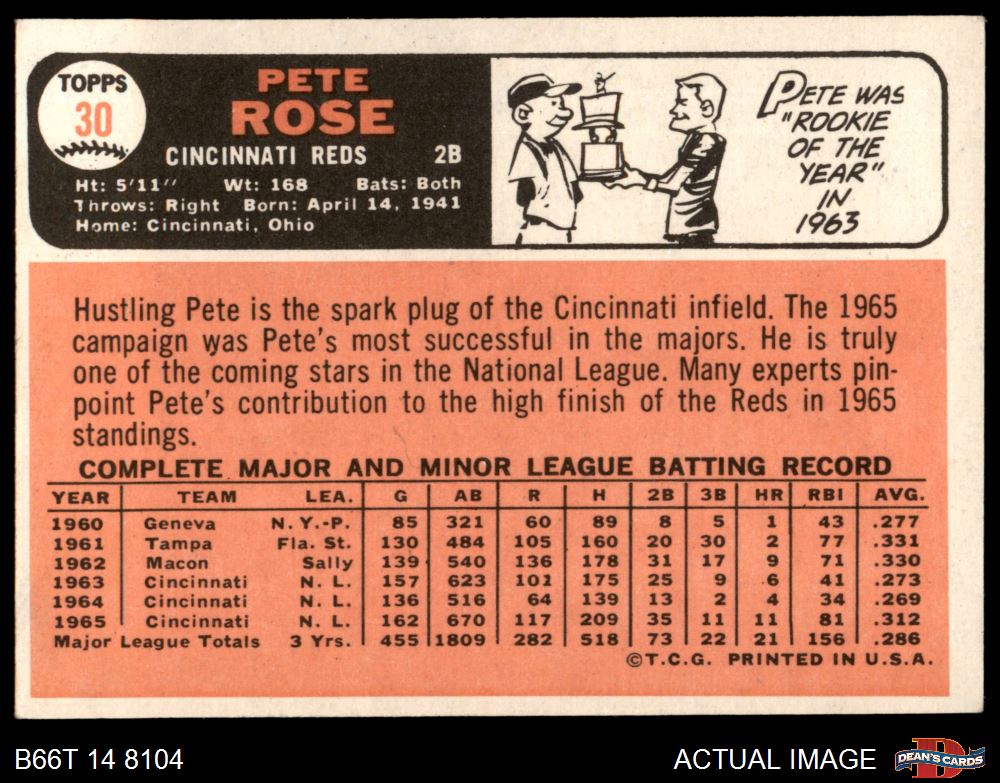 TOPPS
30
PETE
ROSE
CINCINNATI REDS 2B
Ht: 5'11" Wt: 168 Bats: Both
Throws: Right Born: April 14, 1941
Home: Cincinnati, Ohio
PETE WAS
"ROOKIE
OF THE
YEAR"
IN
1963
Hustling Pete is the spark plug of the Cincinnati infield. The 1965
campaign was Pete's most successful in the majors. He is truly
one of the coming stars in the National League. Many experts pin-
point Pete's contribution to the high finish of the Reds in 1965
standings.
COMPLETE MAJOR AND MINOR LEAGUE BATTING RECORD
YEAR TEAM LEA. G AB R H 2B 3B HR RBI AVG.
1960 Geneva N.Y.-P. 85 321 60 89 8 5 1 43 .277
1961 Tampa Fla. St. 130 484 105 160 20 30 2 77 .331
1962 Macon Sally 139 540 136 178 31 17 9 71 .330
1963 Cincinnati N. L. 157 623 101 175 25 9 6 41 .273
1964 Cincinnati N. L. 136 516 64 139 13 2 4 34 .269
1965 Cincinnati N. L. 162 670 117 209 35 11 11 81 .312
Major League Totals 3 Yrs. 455 1809 282 518 73 22 21 156 .286
©T.C.G. PRINTED IN U.S.A.
B66T 14 8104 ACTUAL IMAGE
D
DEAN'S CARDS